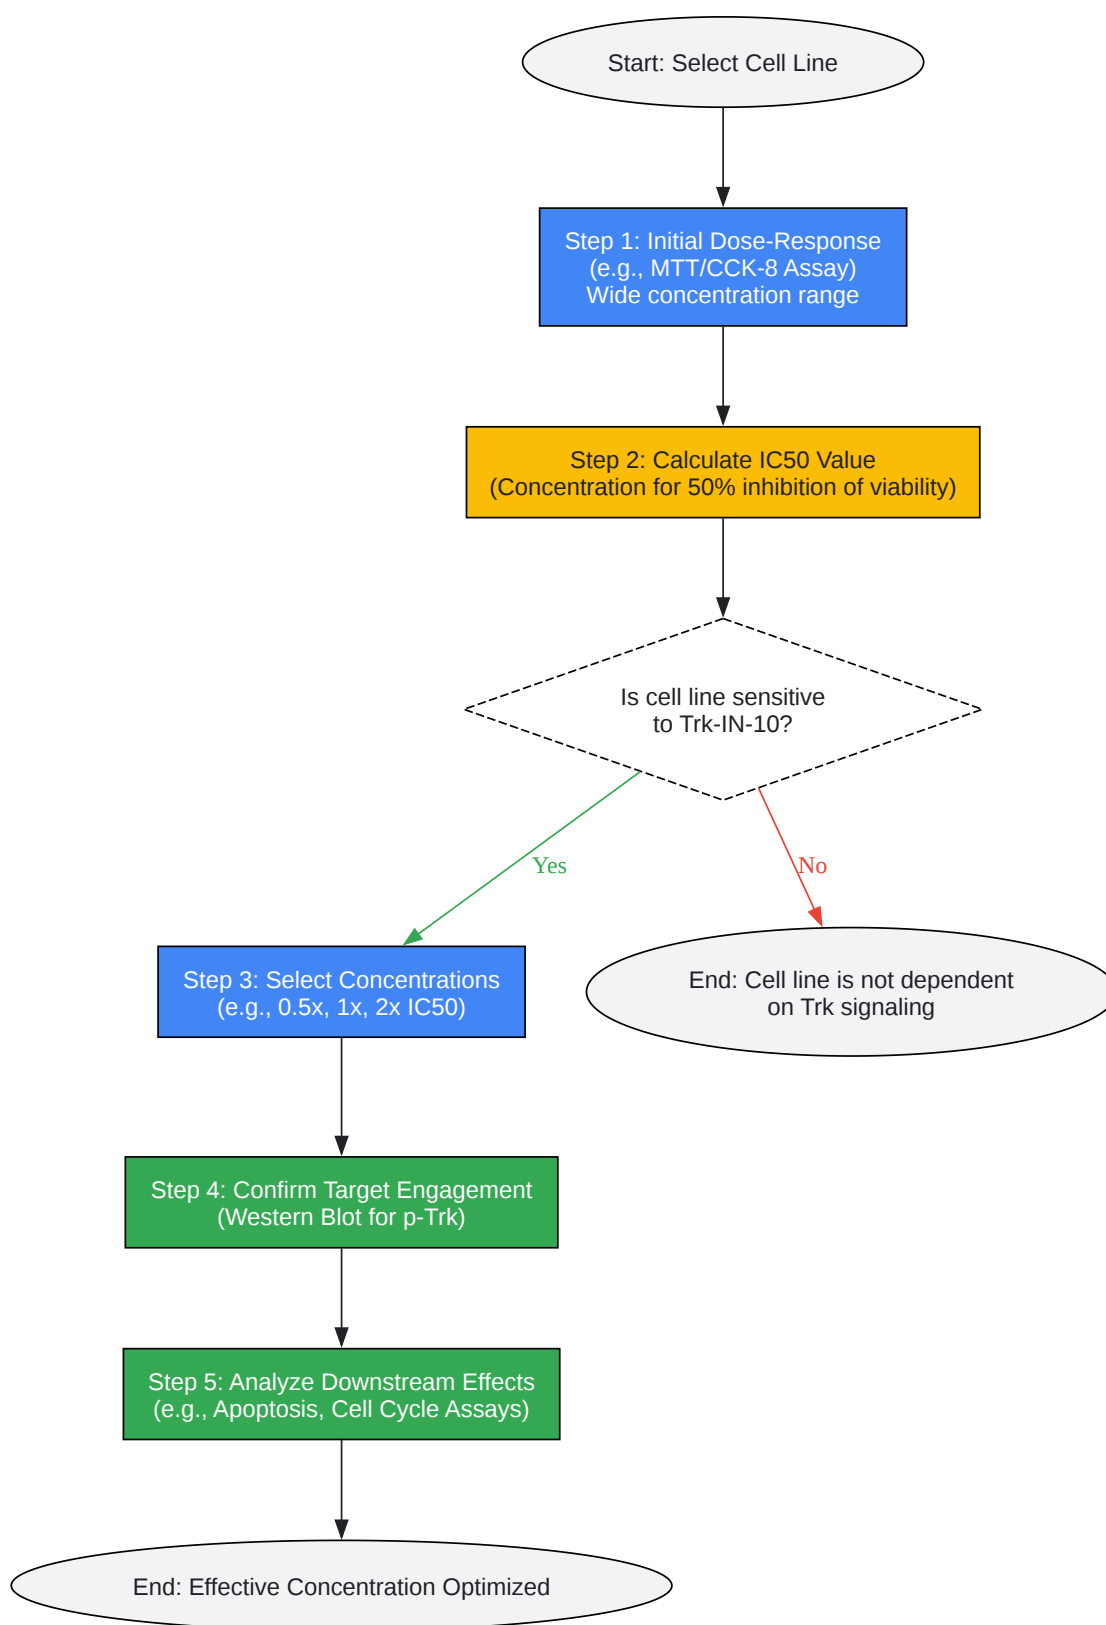 Start: Select Cell Line
Step 1: Initial Dose-Response
(e.g., MTT/CCK-8 Assay)
Wide concentration range
Step 2: Calculate IC50 Value
(Concentration for 50% inhibition of viability)
Is cell line sensitive
to Trk-IN-10?
Yes
No
Step 3: Select Concentrations
(e.g., 0.5x, 1x, 2x IC50)
End: Cell line is not dependent
on Trk signaling
Step 4: Confirm Target Engagement
(Western Blot for p-Trk)
Step 5: Analyze Downstream Effects
(e.g., Apoptosis, Cell Cycle Assays)
End: Effective Concentration Optimized